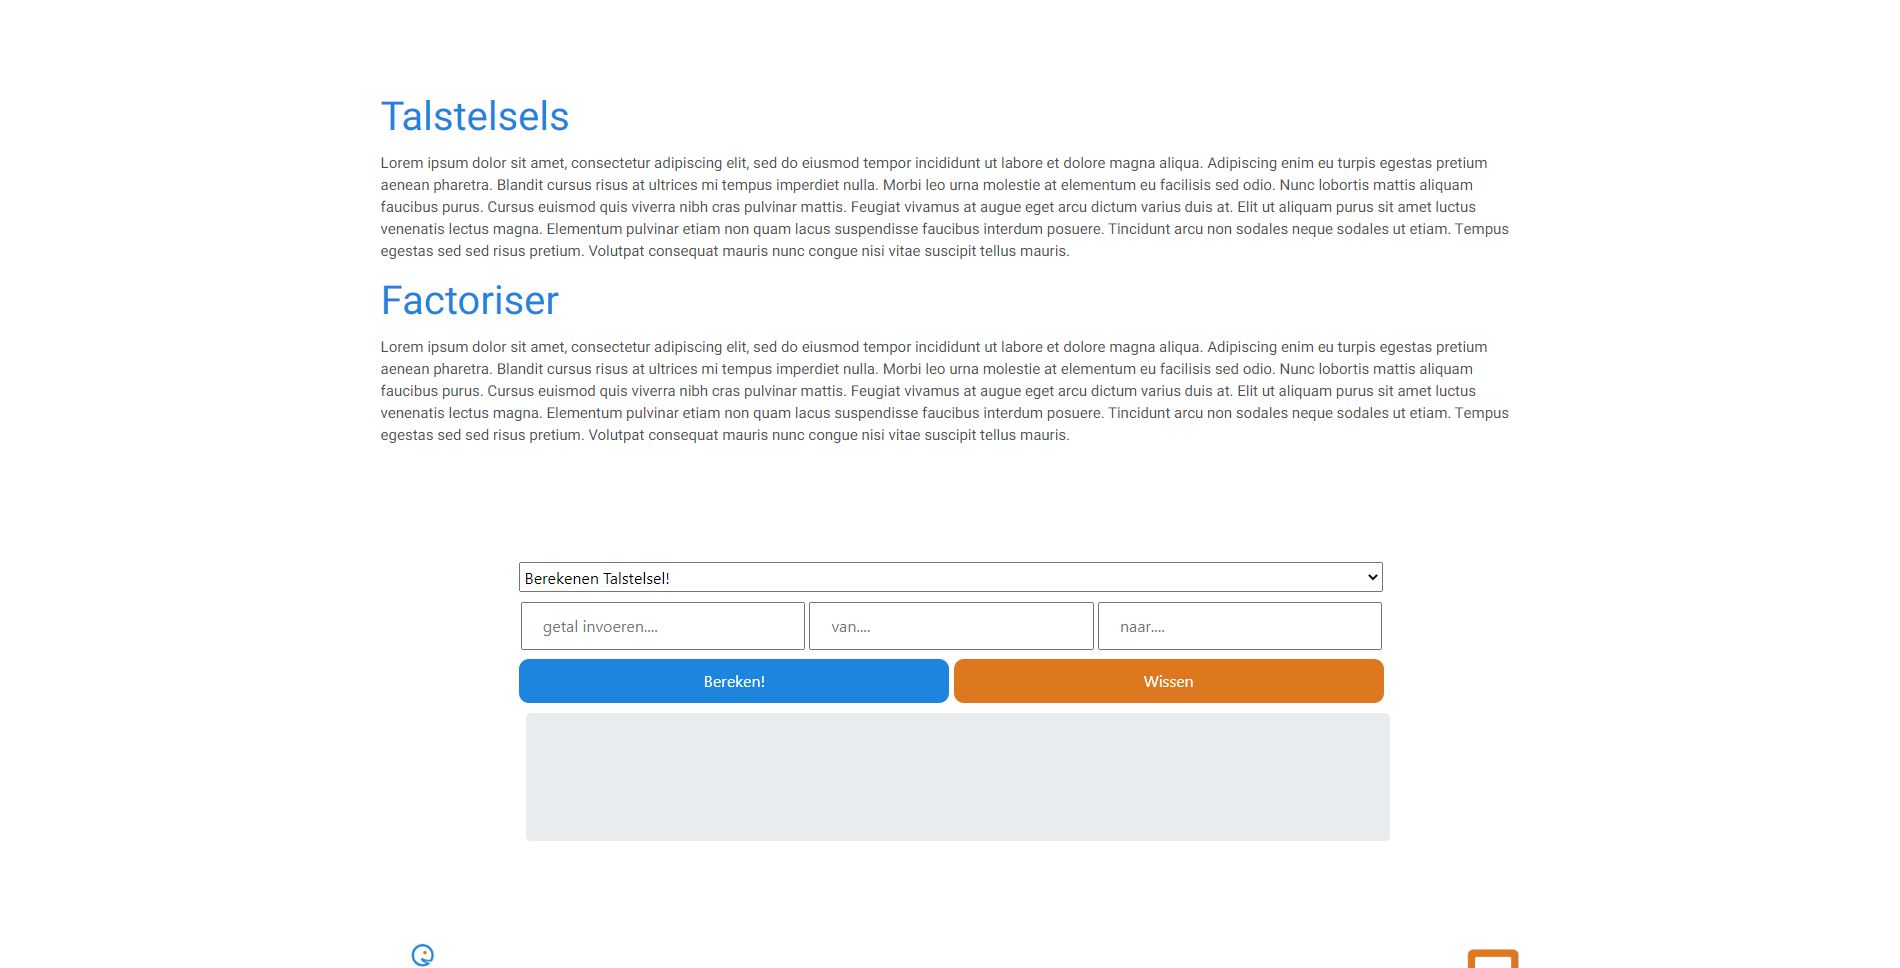 Talstelsels
Lorem ipsum dolor sit amet, consectetur adipiscing elit, sed do eiusmod tempor incididunt ut labore et dolore magna aliqua. Adipiscing enim eu turpis egestas pretium
aenean pharetra. Blandit cursus risus at ultrices mi tempus imperdiet nulla. Morbi leo urna molestie at elementum eu facilisis sed odio. Nunc lobortis mattis aliquam
faucibus purus. Cursus euismod quis viverra nibh cras pulvinar mattis. Feugiat vivamus at augue eget arcu dictum varius duis at. Elit ut aliquam purus sit amet luctus
venenatis lectus magna. Elementum pulvinar etiam non quam lacus suspendisse faucibus interdum posuere. Tincidunt arcu non sodales neque sodales ut etiam. Tempus
egestas sed sed risus pretium. Volutpat consequat mauris nunc congue nisi vitae suscipit tellus mauris.
Factoriser
Lorem ipsum dolor sit amet, consectetur adipiscing elit, sed do eiusmod tempor incididunt ut labore et dolore magna aliqua. Adipiscing enim eu turpis egestas pretium
aenean pharetra. Blandit cursus risus at ultrices mi tempus imperdiet nulla. Morbi leo urna molestie at elementum eu facilisis sed odio. Nunc lobortis mattis aliquam
faucibus purus. Cursus euismod quis viverra nibh cras pulvinar mattis. Feugiat vivamus at augue eget arcu dictum varius duis at. Elit ut aliquam purus sit amet luctus
venenatis lectus magna. Elementum pulvinar etiam non quam lacus suspendisse faucibus interdum posuere. Tincidunt arcu non sodales neque sodales ut etiam. Tempus
egestas sed sed risus pretium. Volutpat consequat mauris nunc congue nisi vitae suscipit tellus mauris.
Berekenen Talstelsel!
getal invoeren.... van.... naar....
Bereken! Wissen